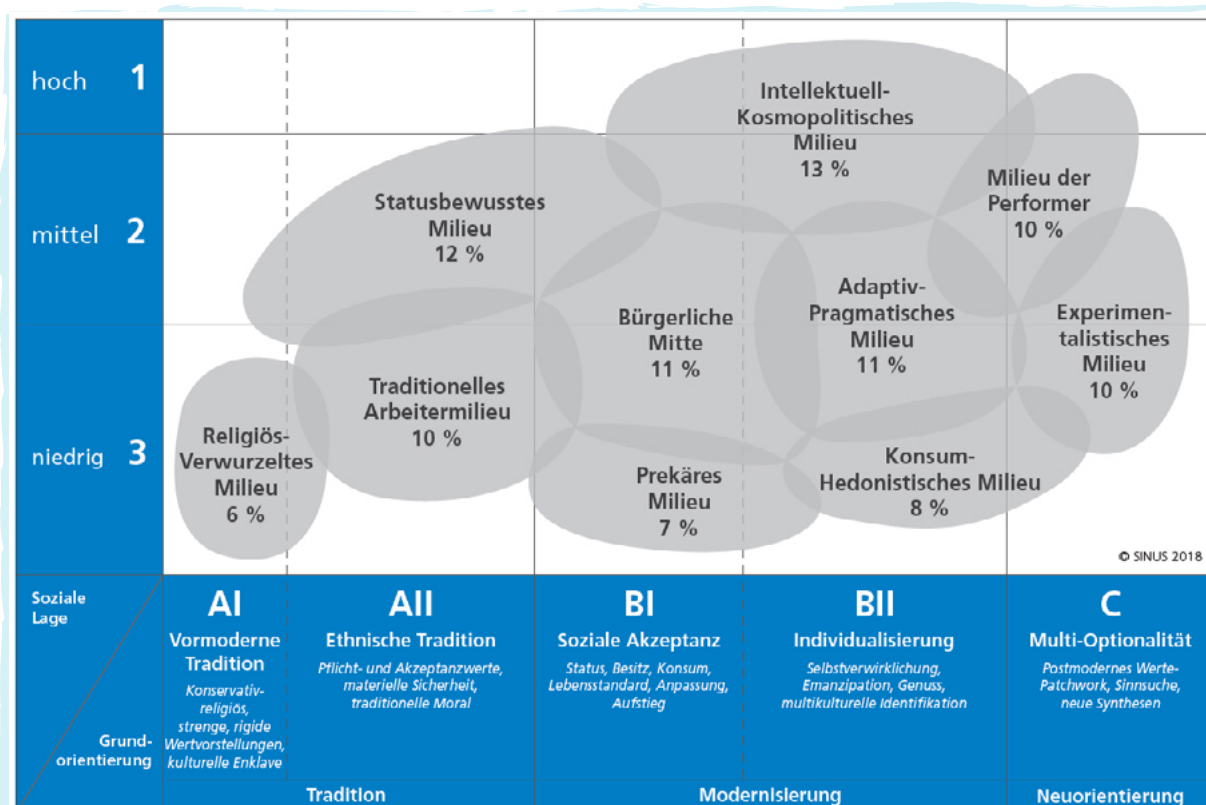 hoch 1
mittel 2
niedrig 3
Intellektuell-
Kosmopolitisches
Milieu
13 %
Statusbewusstes
Milieu
12 %
Milieu der
Performer
10 %
Bürgerliche
Mitte
11 %
Adaptiv-
Pragmatisches
Milieu
11 %
Experimen-
talistisches
Milieu
10 %
Traditionelles
Arbeitermilieu
10 %
Religiös-
Verwurzeltes
Milieu
6 %
Prekäres
Milieu
7 %
Konsum-
Hedonistisches Milieu
8 %
© SINUS 2018
Soziale
Lage
Grund-
orientierung
AI
Vormoderne
Tradition
Konservativ-
religiös,
strenge, rigide
Wertvorstellungen,
kulturelle Enklave
AII
Ethnische Tradition
Pflicht- und Akzeptanzwerte,
materielle Sicherheit,
traditionelle Moral
BI
Soziale Akzeptanz
Status, Besitz, Konsum,
Lebensstandard, Anpassung,
Aufstieg
BII
Individualisierung
Selbstverwirklichung,
Emanzipation, Genuss,
multikulturelle Identifikation
C
Multi-Optionalität
Postmodernes Werte-
Patchwork, Sinnsuche,
neue Synthesen
Tradition
Modernisierung
Neuorientierung